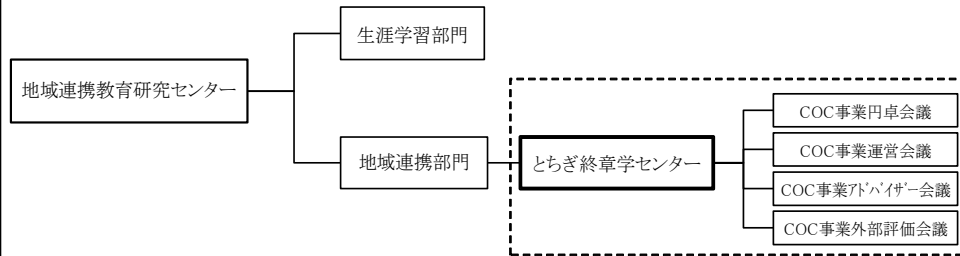 生涯学習部門
地域連携教育研究センター
地域連携部門
とちぎ終章学センター
COC事業円卓会議
COC事業運営会議
COC事業ｱﾄﾞﾊﾞｲｻﾞｰ会議
COC事業外部評価会議